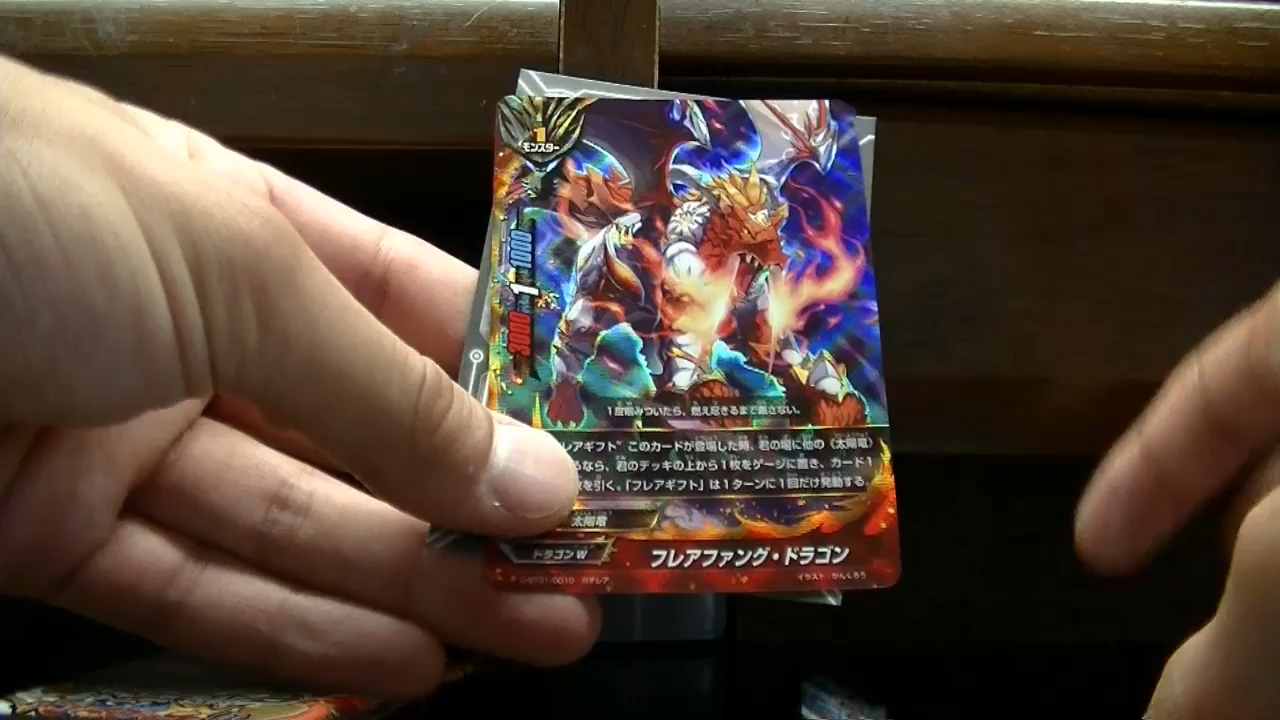 1
モンスター
1000
1
3000
1度噛みついたら、燃え尽きるまで離さない。
レアギフト" このカードが登場した時、君の場に他の《太陽竜》
るなら、君のデッキの上から1枚をゲージに置き、カード1
を引く。「フレアギフト」は1ターンに1回だけ発動する。
太陽竜
ドラゴンW
フレアファング・ドラゴン
D-BT01/0010 ガチレア
イラスト:かんくろう